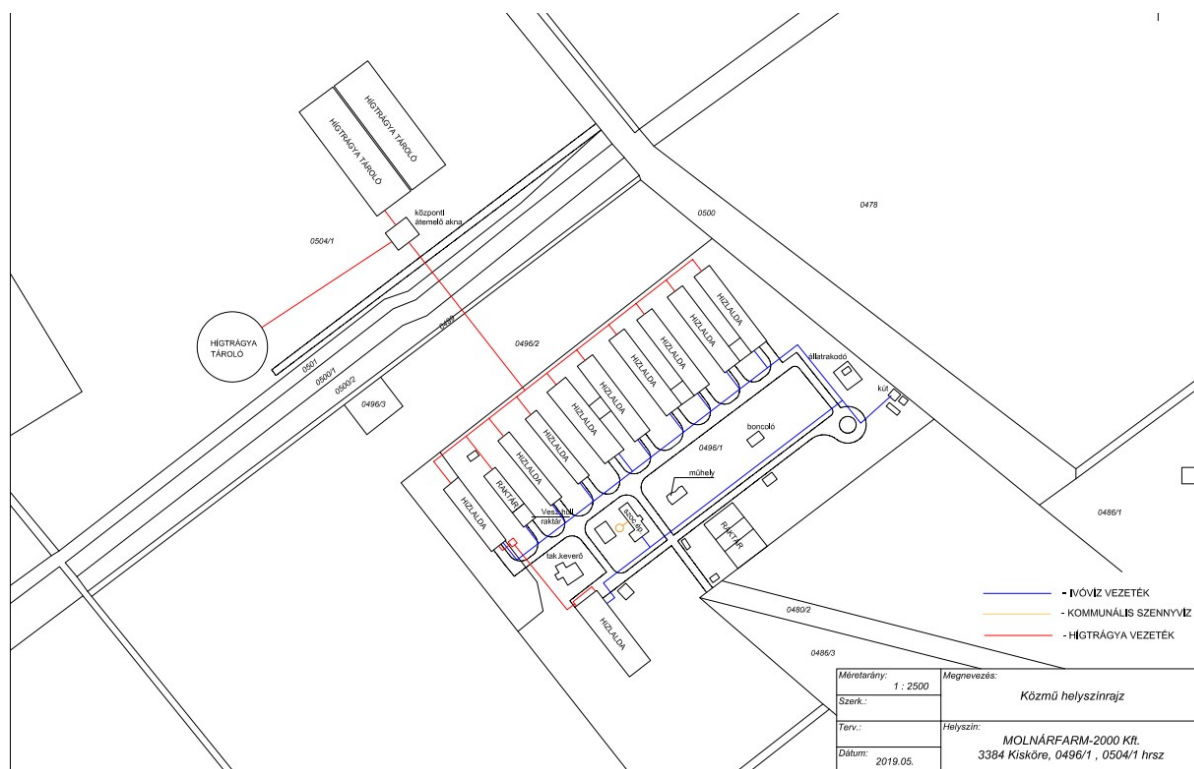 HÍGTRÁGYA TÁROLÓ
HÍGTRÁGYA TÁROLÓ
központi
átemelő akna
0500
0478
0504/1
HÍGTRÁGYA
TÁROLÓ
0499
0496/2
0501
0500/1
0500/2
0496/3
HIZLALDA
HIZLALDA
HIZLALDA
HIZLALDA
HIZLALDA
HIZLALDA
HIZLALDA
HIZLALDA
RAKTÁR
HIZLALDA
állatrakodó
kút
boncoló
0496/1
műhely
Vesz.hull.
raktár
szoc.ép.
RAKTÁR
tak.keverő
HIZLALDA
0486/1
0480/2
0486/3
- IVÓVÍZ VEZETÉK
- KOMMUNÁLIS SZENNYVÍZ
- HÍGTRÁGYA VEZETÉK
Méretarány:
1 : 2500
Megnevezés:
Közmű helyszínrajz
Szerk.:
Terv.:
Helyszín:
MOLNÁRFARM-2000 Kft.
3384 Kisköre, 0496/1 , 0504/1 hrsz
Dátum:
2019.05.